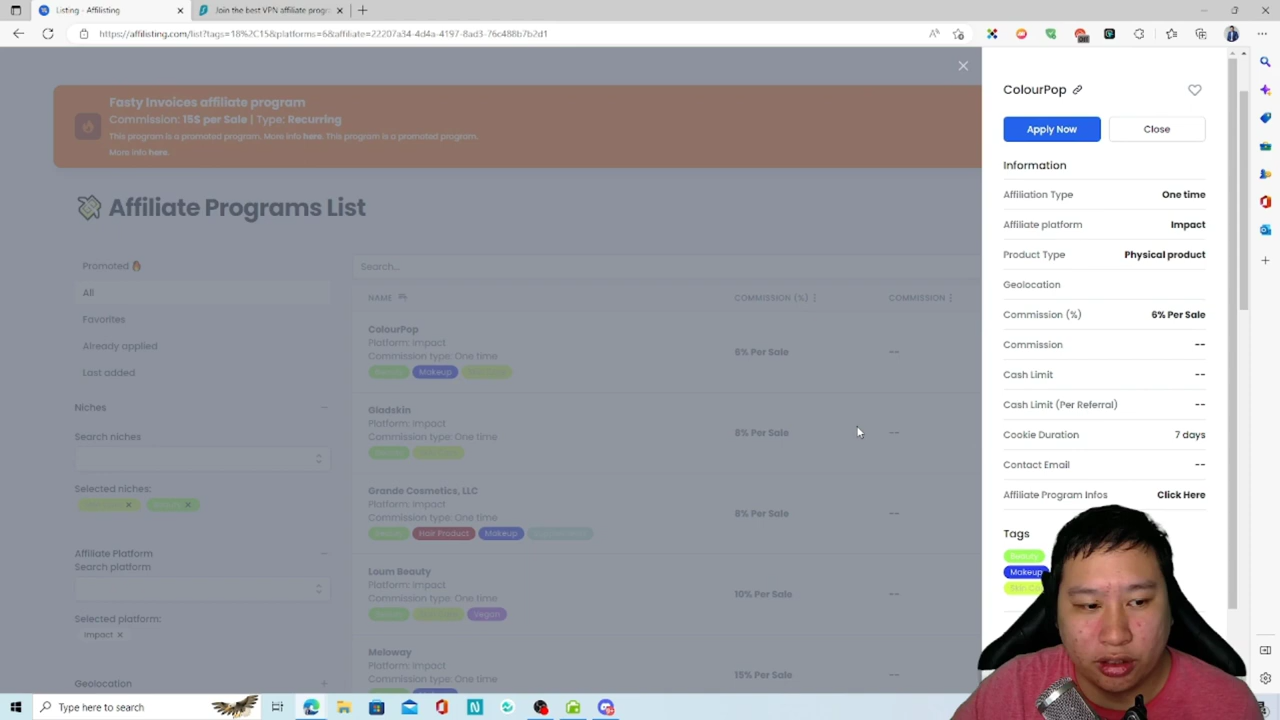 Listing - Affilisting
Join the best VPN affiliate progr
https://affilisting.com/list?tags=18%2C15&platforms=6&affiliate=22207a34-4d4a-4197-8ad3-76c488b7b2d1
Fasty Invoices affiliate program
Commission: 15$ per Sale | Type: Recurring
This program is a promoted program. More info here. This program is a promoted program.
More info here.
Affiliate Programs List
Promoted
All
Favorites
Already applied
Last added
Niches
Search niches
Selected niches:
Affiliate Platform
Search platform
Selected platform:
Impact
Geolocation
Search...
NAME COMMISSION (%) COMMISSION
ColourPop
Platform: Impact
Commission type: One time
6% Per Sale --
Beauty Makeup
Gladskin
Platform: Impact
Commission type: One time
8% Per Sale --
Grande Cosmetics, LLC
Platform: Impact
Commission type: One time
8% Per Sale --
Hair Product Makeup
Loum Beauty
Platform: Impact
Commission type: One time
10% Per Sale --
Vegan
Meloway
Platform: Impact
Commission type: One time
15% Per Sale --
ColourPop
Apply Now Close
Information
Affiliation Type One time
Affiliate platform Impact
Product Type Physical product
Geolocation
Commission (%) 6% Per Sale
Commission --
Cash Limit --
Cash Limit (Per Referral) --
Cookie Duration 7 days
Contact Email --
Affiliate Program Infos Click Here
Tags
Beauty
Makeup
Type here to search